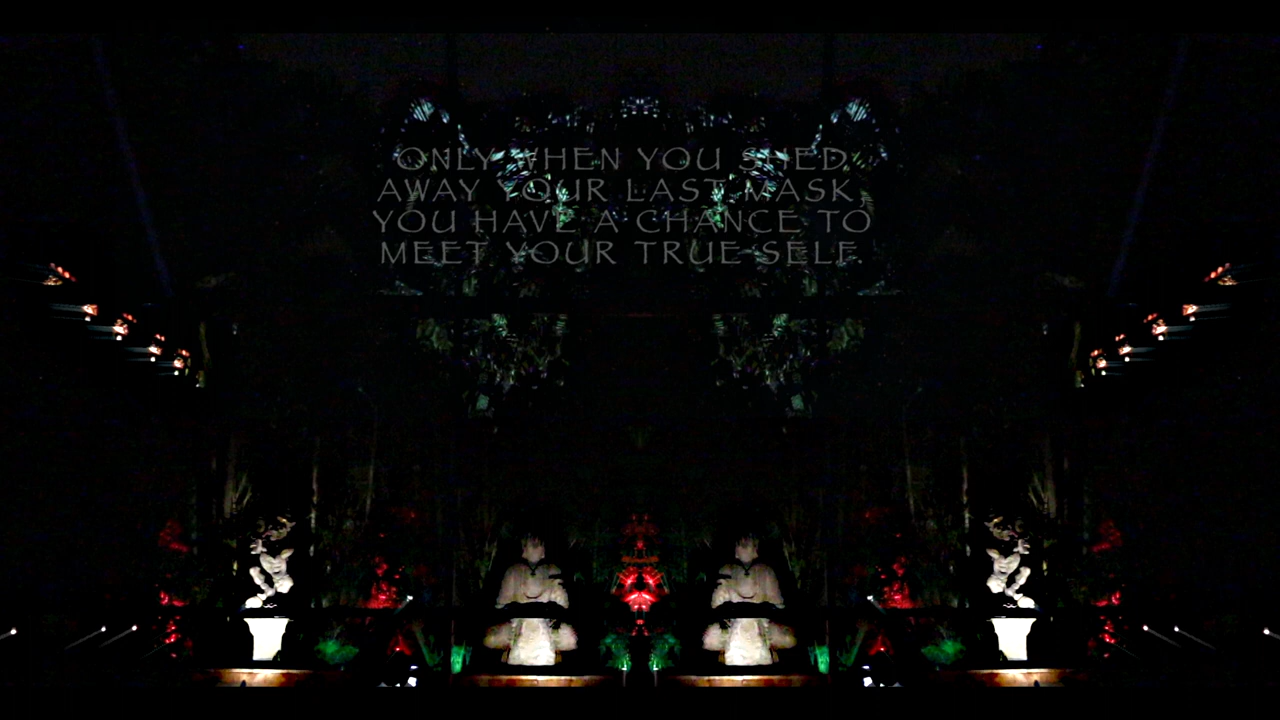 ONLY WHEN YOU SHED
AWAY YOUR LAST MASK,
YOU HAVE A CHANCE TO
MEET YOUR TRUE SELF.